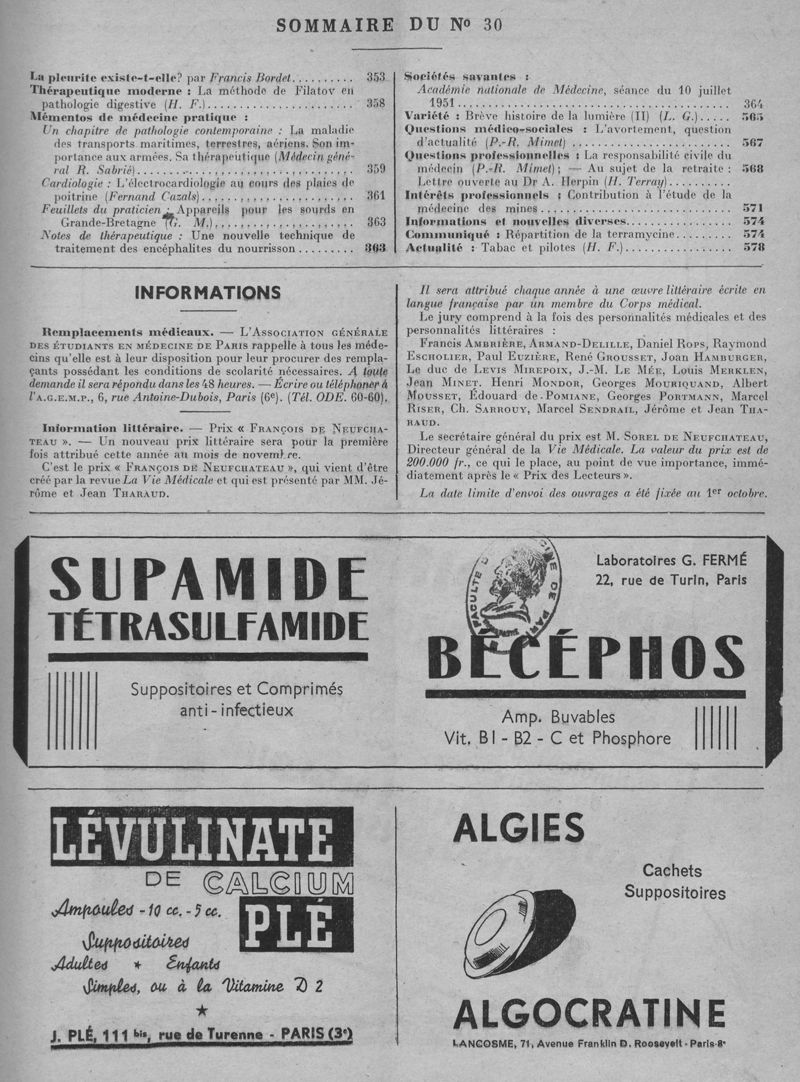 SOMMAIRE DU No 30
La pleurite existe-t-elle? par Francis Bordet.......... 353
Thérapeutique moderne : La méthode de Filatov en
pathologie digestive (H. F.)........................ 358
Mémentos de médecine pratique :
Un chapitre de pathologie contemporaine : La maladie
des transports maritimes, terrestres, aériens. Son im-
portance aux armées. Sa thérapeutique (Médecin géné-
ral R. Sabrié)........................ 359
Cardiologie : L'électrocardiologie au cours des plaies de
poitrine (Fernand Cazals)........................ 361
Feuillets du praticien : Appareils pour les sourds en
Grande-Bretagne (G. M.)........................ 363
Notes de thérapeutique : Une nouvelle technique de
traitement des encéphalites du nourrisson ......... 363
Sociétés savantes :
Académie nationale de Médecine, séance du 10 juillet
1951........................ 364
Variété : Brève histoire de la lumière (II) (L. G.)..... 565
Questions médico-sociales : L'avortement, question
d'actualité (P.-R. Mimet) ........................ 567
Questions professionnelles : La responsabilité civile du
médecin (P.-R. Mimet); — Au sujet de la retraite : 568
Lettre ouverte au Dr A. Herpin (H. Terray)..........
Intérêts professionnels : Contribution à l'étude de la
médecine des mines........................ 571
Informations et nouvelles diverses................ 574
Communiqué : Répartition de la terramycine......... 574
Actualité : Tabac et pilotes (H. F.).................. 578
INFORMATIONS
Remplacements médicaux. — L'ASSOCIATION GÉNÉRALE
DES ÉTUDIANTS EN MÉDECINE DE PARIS rappelle à tous les méde-
cins qu'elle est à leur disposition pour leur procurer des rempla-
çants possédant les conditions de scolarité nécessaires. A toute
demande il sera répondu dans les 48 heures. — Écrire ou téléphoner à
l'A.G.E.M.P., 6, rue Antoine-Dubois, Paris (6e). (Tél. ODE. 60-60).
Information littéraire. — Prix « FRANÇOIS DE NEUFCHA-
TEAU ». — Un nouveau prix littéraire sera pour la première
fois attribué cette année au mois de novembre.
C'est le prix « FRANÇOIS DE NEUFCHATEAU », qui vient d'être
créé par la revue La Vie Médicale et qui est présenté par MM. Jé-
rôme et Jean THARAUD.
Il sera attribué chaque année à une œuvre littéraire écrite en
langue française par un membre du Corps médical.
Le jury comprend à la fois des personnalités médicales et des
personnalités littéraires :
Francis AMBRIÈRE, ARMAND-DELILLE, Daniel ROPS, Raymond
ESCHOLIER, Paul EUZIÈRE, René GROUSSET, Joan HAMBURGER,
Le duc de LEVIS MIREPOIX, J.-M. LE MÉE, Louis MERKLEN,
Jean MINET. Henri MONDOR, Georges MOURIQUAND, Albert
MOUSSET, Édouard de POMIANE, Georges PORTMANN, Marcel
RISER, Ch. SARROUY, Marcel SENDRAIL, Jérôme et Jean THA-
RAUD.
Le secrétaire général du prix est M. SOREL DE NEUFCHATEAU,
Directeur général de la Vie Médicale. La valeur du prix est de
200.000 fr., ce qui le place, au point de vue importance, immé-
diatement après le « Prix des Lecteurs ».
La date limite d'envoi des ouvrages a été fixée au 1er octobre.
SUPAMIDE
TÉTRASULFAMIDE
Suppositoires et Comprimés
anti-infectieux
Laboratoires G. FERMÉ
22, rue de Turin, Paris
BÉCÉPHOS
Amp. Buvables
Vit. B1 - B2 - C et Phosphore
LÉVULINATE
DE CALCIUM
PLÉ
Ampoules - 10 cc. - 5 cc.
Suppositoires
Adultes * Enfants
Simples, ou à la Vitamine D 2
J. PLÉ, 111 bis, rue de Turenne - PARIS (3e)
ALGIES
Cachets
Suppositoires
ALGOCRATINE
LANCOSME, 71, Avenue Franklin D. Roosevelt - Paris-8e